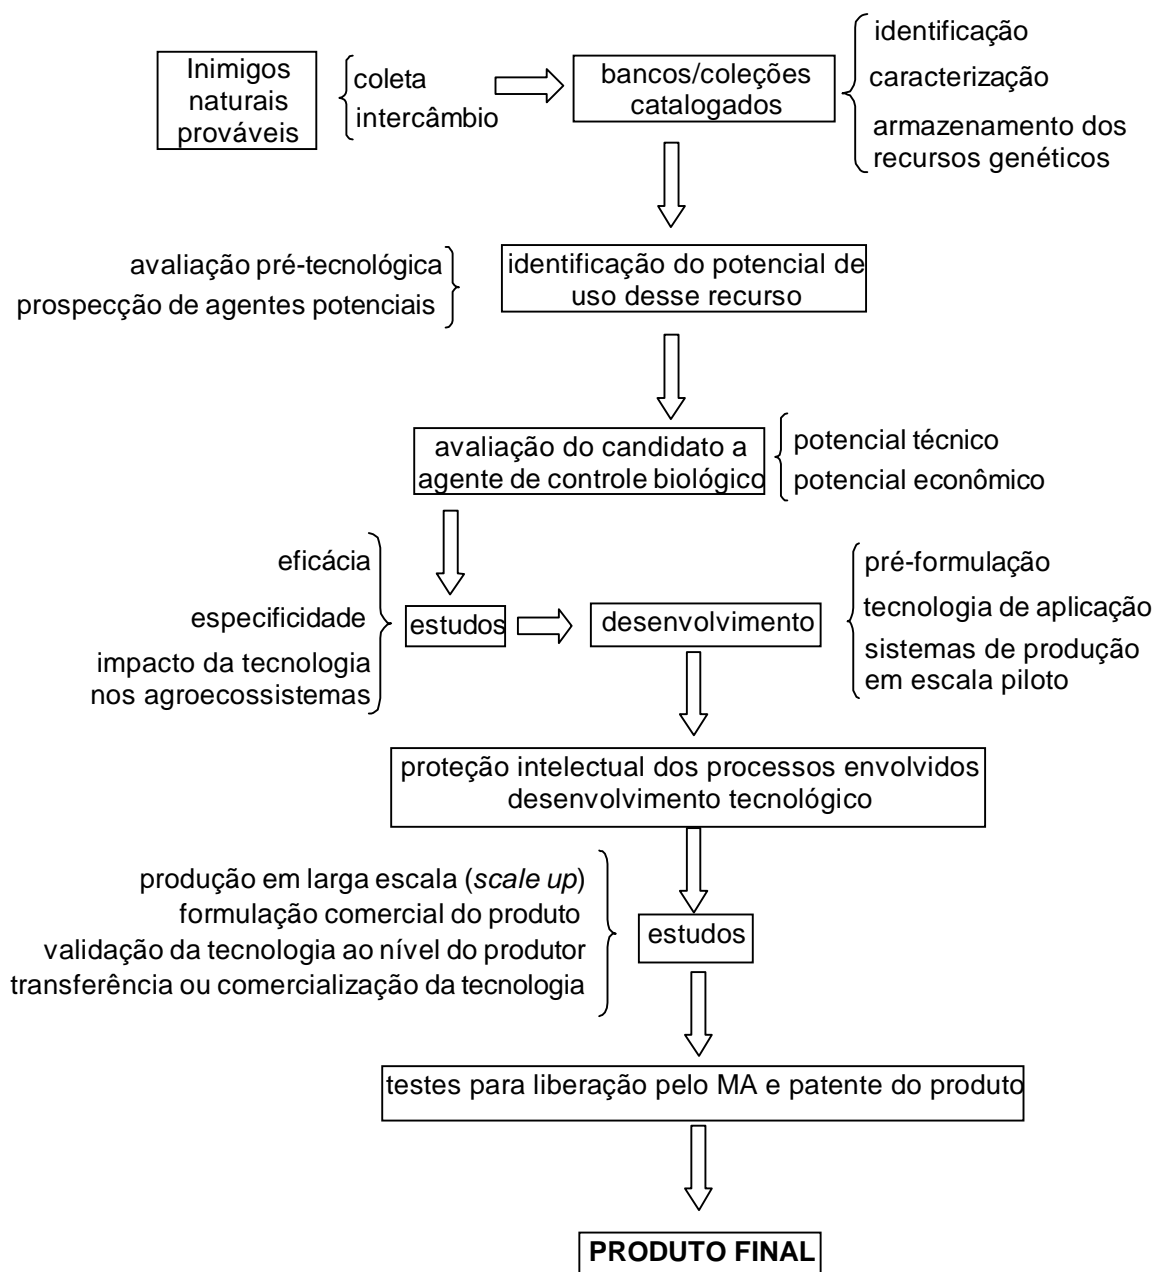 Inimigos
naturais
prováveis
coleta
intercâmbio
bancos/coleções
catalogados
identificação
caracterização
armazenamento dos
recursos genéticos
avaliação pré-tecnológica
prospecção de agentes potenciais
identificação do potencial de
uso desse recurso
avaliação do candidato a
agente de controle biológico
potencial técnico
potencial econômico
eficácia
especificidade
impacto da tecnologia
nos agroecossistemas
estudos
desenvolvimento
pré-formulação
tecnologia de aplicação
sistemas de produção
em escala piloto
proteção intelectual dos processos envolvidos
desenvolvimento tecnológico
produção em larga escala (scale up)
formulação comercial do produto
validação da tecnologia ao nível do produtor
transferência ou comercialização da tecnologia
estudos
testes para liberação pelo MA e patente do produto
PRODUTO FINAL